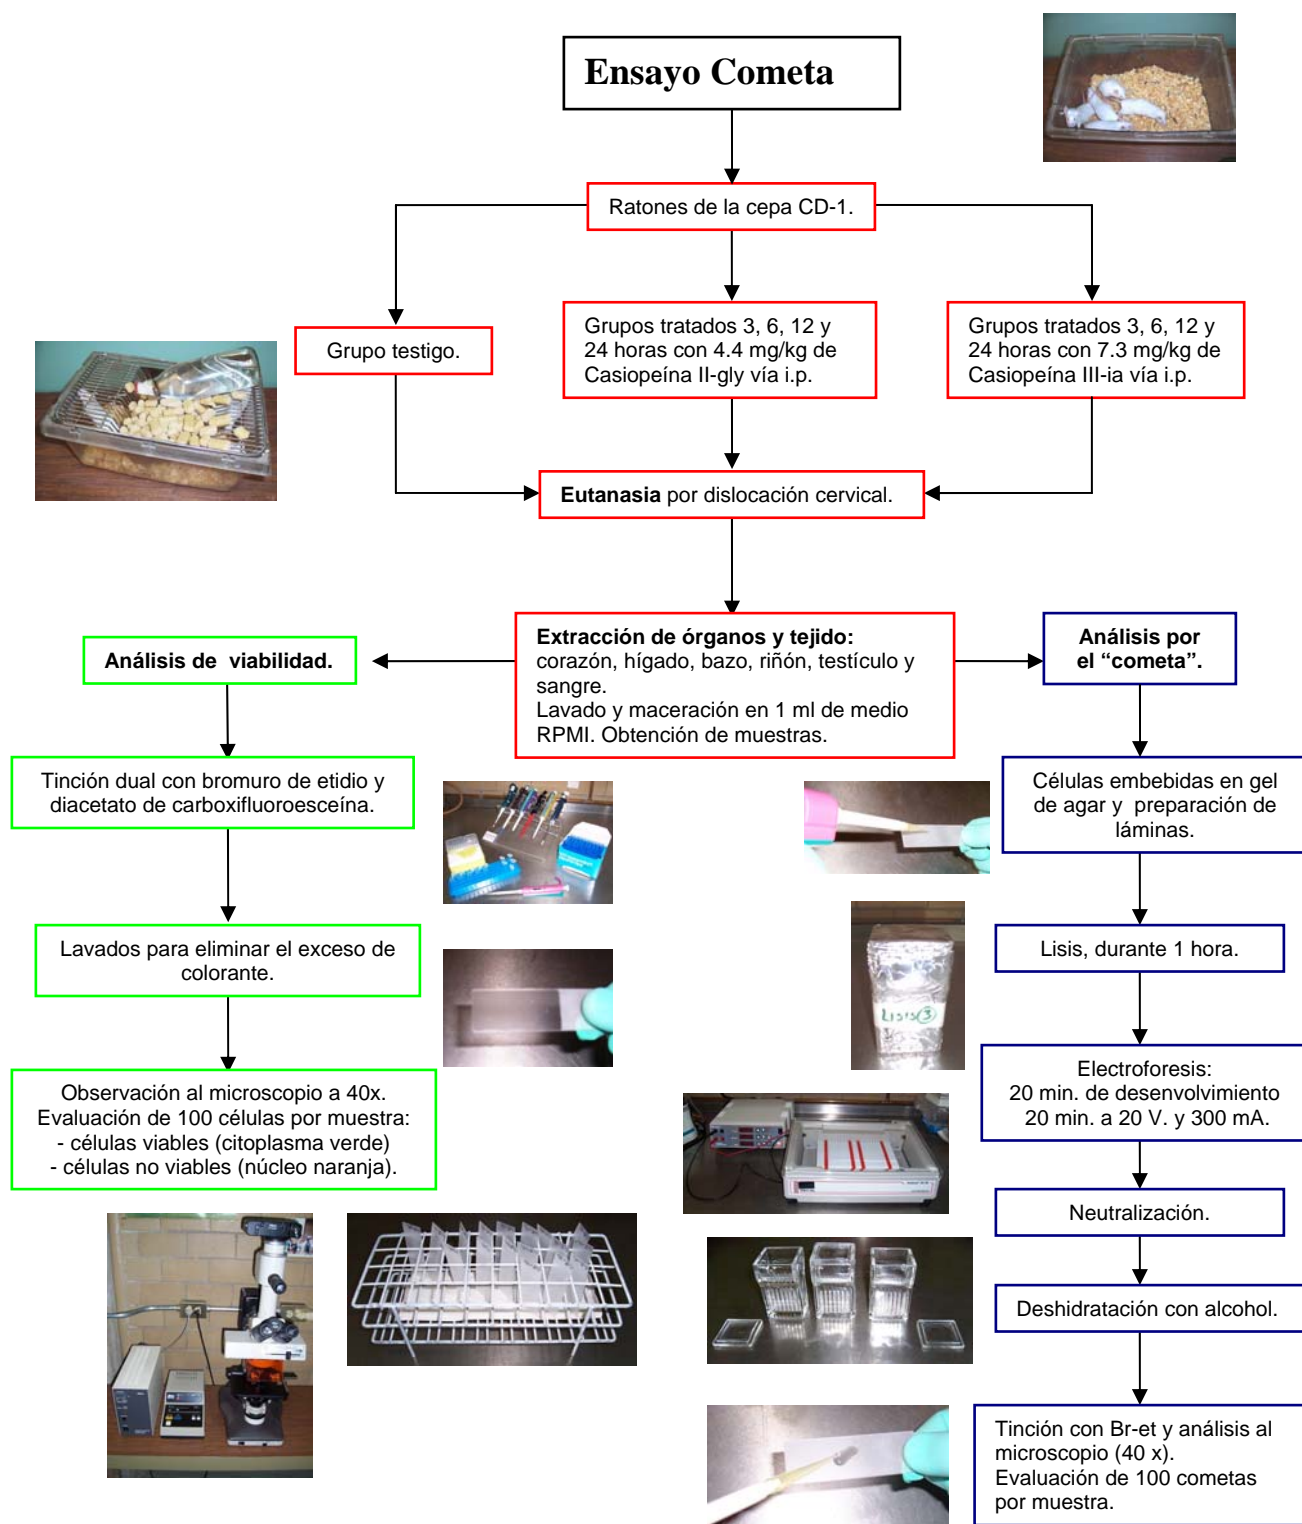 Ensayo Cometa
Ratones de la cepa CD-1.
Grupo testigo.
Grupos tratados 3, 6, 12 y
24 horas con 4.4 mg/kg de
Casiopeína II-gly vía i.p.
Grupos tratados 3, 6, 12 y
24 horas con 7.3 mg/kg de
Casiopeína III-ia vía i.p.
Eutanasia por dislocación cervical.
Extracción de órganos y tejido:
corazón, hígado, bazo, riñón, testículo y
sangre.
Lavado y maceración en 1 ml de medio
RPMI. Obtención de muestras.
Análisis de viabilidad.
Tinción dual con bromuro de etidio y
diacetato de carboxifluoroesceína.
Lavados para eliminar el exceso de
colorante.
Observación al microscopio a 40x.
Evaluación de 100 células por muestra:
- células viables (citoplasma verde)
- células no viables (núcleo naranja).
Análisis por
el “cometa”.
Células embebidas en gel
de agar y preparación de
láminas.
Lisis, durante 1 hora.
LISIS 3
Electroforesis:
20 min. de desenvolvimiento
20 min. a 20 V. y 300 mA.
Neutralización.
Deshidratación con alcohol.
Tinción con Br-et y análisis al
microscopio (40 x).
Evaluación de 100 cometas
por muestra.